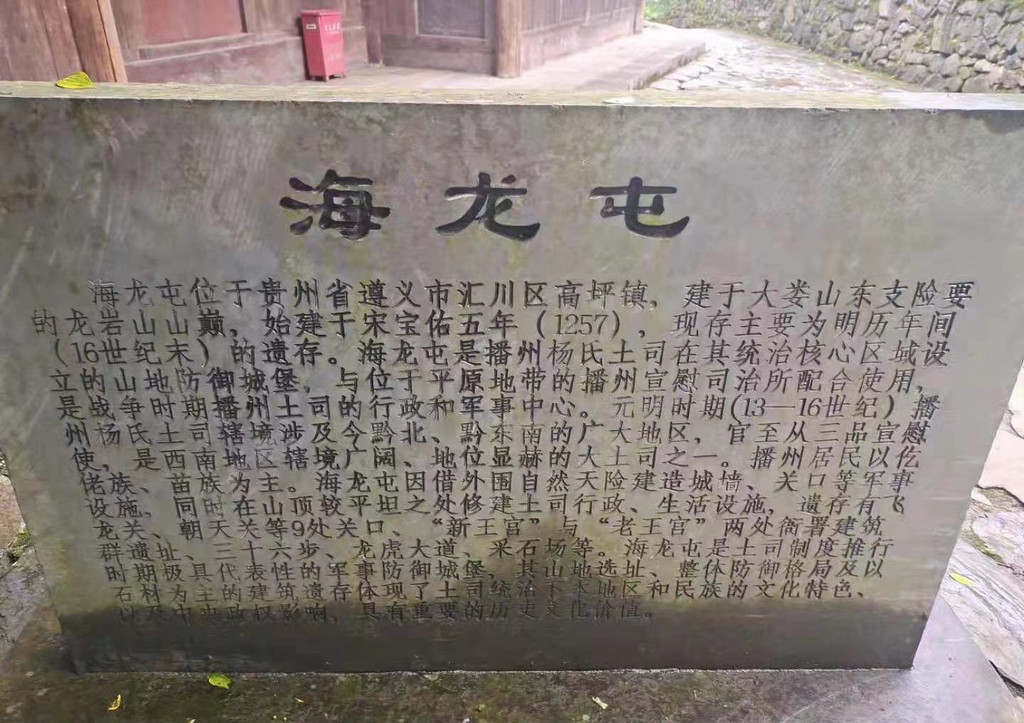 海龙屯
海龙屯位于贵州省遵义市汇川区高坪镇，建于大娄山东支险要
的龙岩山山巅，始建于宋宝佑五年（1257），现存主要为明历年间
（16世纪末）的遗存。海龙屯是播州杨氏土司在其统治核心区域设
立的山地防御城堡，与位于平原地带的播州宣慰司治所配合使用，
是战争时期播州土司的行政和军事中心。元明时期(13—16世纪）播
州杨氏土司辖境涉及今黔北、黔东南的广大地区，官至从三品宣慰
使，是西南地区辖境广阔、地位显赫的大土司之一。播州居民以仡
佬族、苗族为主。海龙屯因借外围自然天险建造城墙、关口等军事
设施，同时在山顶较平坦之处修建土司行政、生活设施，遗存有飞
龙关、朝天关等9处关口、“新王宫”与“老王宫”两处衙署建筑
群遗址、三十六步、龙虎大道、采石场等。海龙屯是土司制度推行
时期极具代表性的军事防御城堡，其山地选址、整体防御格局及以
石材为主的建筑遗存体现了土司统治下本地区和民族的文化特色、
以及中央政权影响，具有重要的历史文化价值。